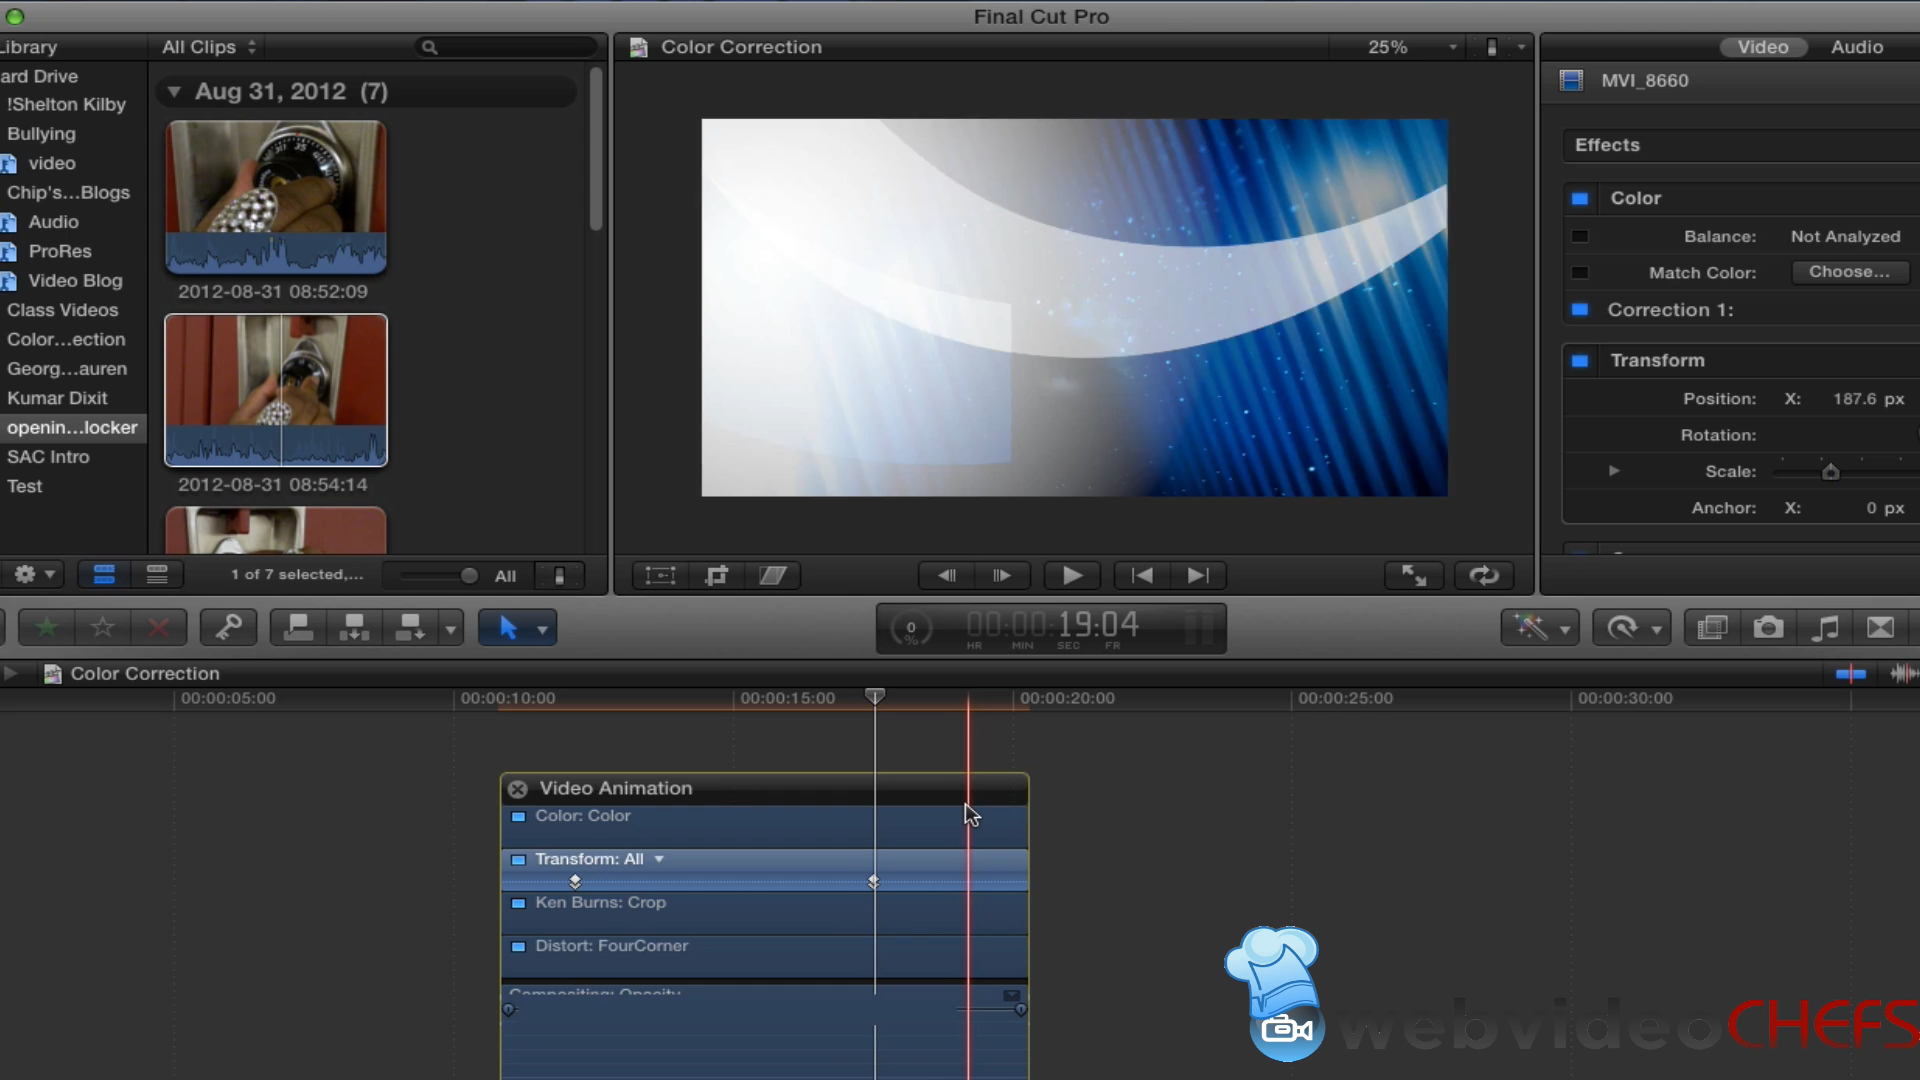 Final Cut Pro
Library
All Clips
Color Correction
25%
Video
Audio
ard Drive
!Shelton Kilby
Bullying
video
Chip's...Blogs
Audio
ProRes
Video Blog
Class Videos
Color...ection
Georg...auren
Kumar Dixit
openin...locker
SAC Intro
Test
Aug 31, 2012 (7)
2012-08-31 08:52:09
2012-08-31 08:54:14
MVI_8660
Effects
Color
Balance: Not Analyzed
Match Color: Choose...
Correction 1:
Transform
Position: X: 187.6 px
Rotation:
Scale:
Anchor: X: 0 px
1 of 7 selected,...
All
0 %
00:00:19:04
HR MIN SEC FR
Color Correction
00:00:05:00
00:00:10:00
00:00:15:00
00:00:20:00
00:00:25:00
00:00:30:00
Video Animation
Color: Color
Transform: All
Ken Burns: Crop
Distort: FourCorner
Compositing: Opacity
webvideoCHEFS